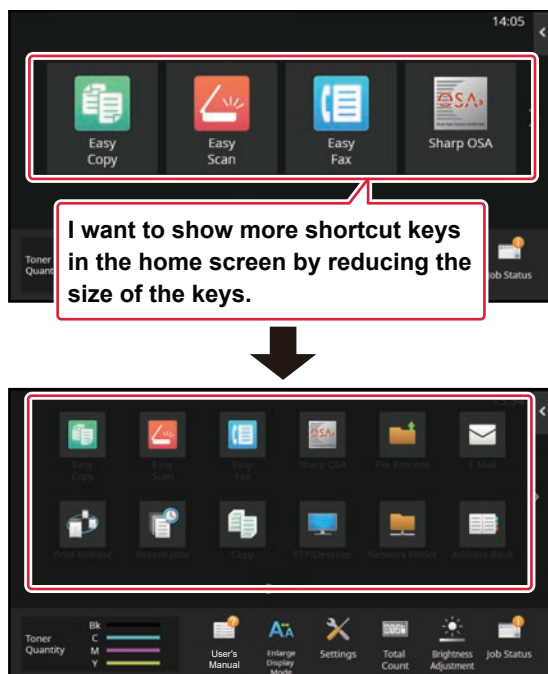 14:05
Easy
Copy
Easy
Scan
Easy
Fax
ØSA
Sharp OSA
I want to show more shortcut keys
in the home screen by reducing the
size of the keys.
Toner
Quant
ob Status
Easy
Copy
Easy
Scan
Easy
Fax
Sharp OSA
File Retrieve
E-Mail
Print Release
Recent Jobs
Copy
FTP/Desktop
Network Folder
Address Book
Toner
Quantity
Bk
C
M
Y
User's
Manual
Enlarge
Display
Mode
Settings
Total
Count
Brightness
Adjustment
Job Status